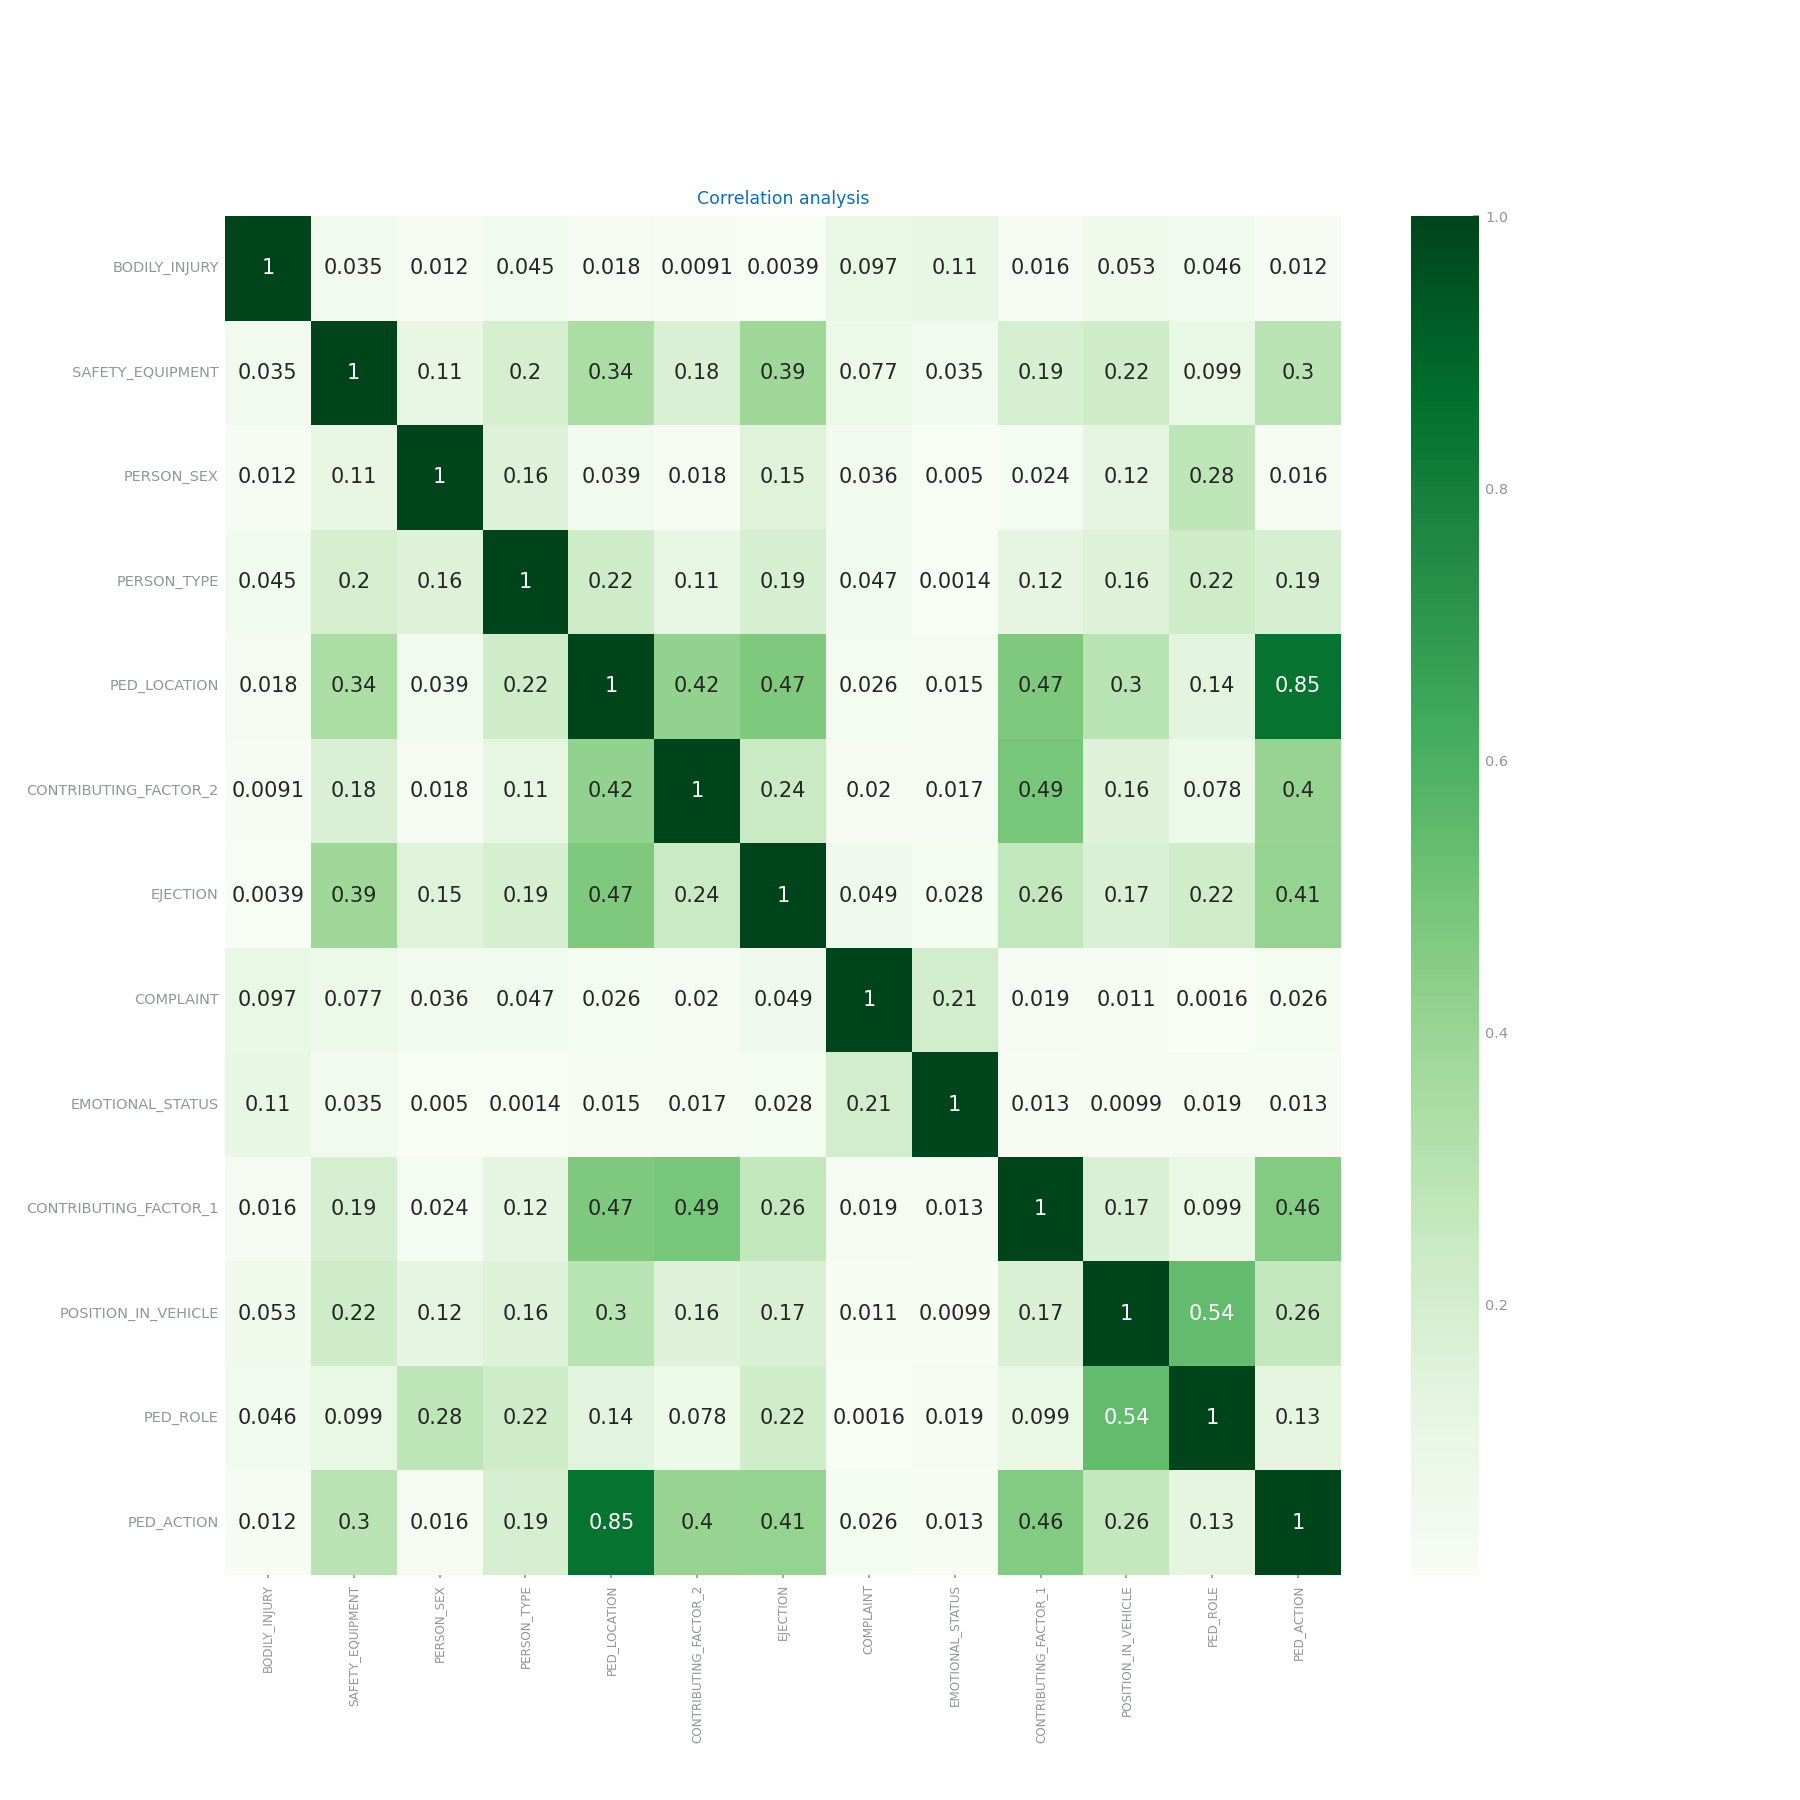 Correlation analysis
BODILY_INJURY 1 0.035 0.012 0.045 0.018 0.0091 0.0039 0.097 0.11 0.016 0.053 0.046 0.012
SAFETY_EQUIPMENT 0.035 1 0.11 0.2 0.34 0.18 0.39 0.077 0.035 0.19 0.22 0.099 0.3
PERSON_SEX 0.012 0.11 1 0.16 0.039 0.018 0.15 0.036 0.005 0.024 0.12 0.28 0.016
PERSON_TYPE 0.045 0.2 0.16 1 0.22 0.11 0.19 0.047 0.0014 0.12 0.16 0.22 0.19
PED_LOCATION 0.018 0.34 0.039 0.22 1 0.42 0.47 0.026 0.015 0.47 0.3 0.14 0.85
CONTRIBUTING_FACTOR_2 0.0091 0.18 0.018 0.11 0.42 1 0.24 0.02 0.017 0.49 0.16 0.078 0.4
EJECTION 0.0039 0.39 0.15 0.19 0.47 0.24 1 0.049 0.028 0.26 0.17 0.22 0.41
COMPLAINT 0.097 0.077 0.036 0.047 0.026 0.02 0.049 1 0.21 0.019 0.011 0.0016 0.026
EMOTIONAL_STATUS 0.11 0.035 0.005 0.0014 0.015 0.017 0.028 0.21 1 0.013 0.0099 0.019 0.013
CONTRIBUTING_FACTOR_1 0.016 0.19 0.024 0.12 0.47 0.49 0.26 0.019 0.013 1 0.17 0.099 0.46
POSITION_IN_VEHICLE 0.053 0.22 0.12 0.16 0.3 0.16 0.17 0.011 0.0099 0.17 1 0.54 0.26
PED_ROLE 0.046 0.099 0.28 0.22 0.14 0.078 0.22 0.0016 0.019 0.099 0.54 1 0.13
PED_ACTION 0.012 0.3 0.016 0.19 0.85 0.4 0.41 0.026 0.013 0.46 0.26 0.13 1
BODILY_INJURY
SAFETY_EQUIPMENT
PERSON_SEX
PERSON_TYPE
PED_LOCATION
CONTRIBUTING_FACTOR_2
EJECTION
COMPLAINT
EMOTIONAL_STATUS
CONTRIBUTING_FACTOR_1
POSITION_IN_VEHICLE
PED_ROLE
PED_ACTION
1.0
0.8
0.6
0.4
0.2